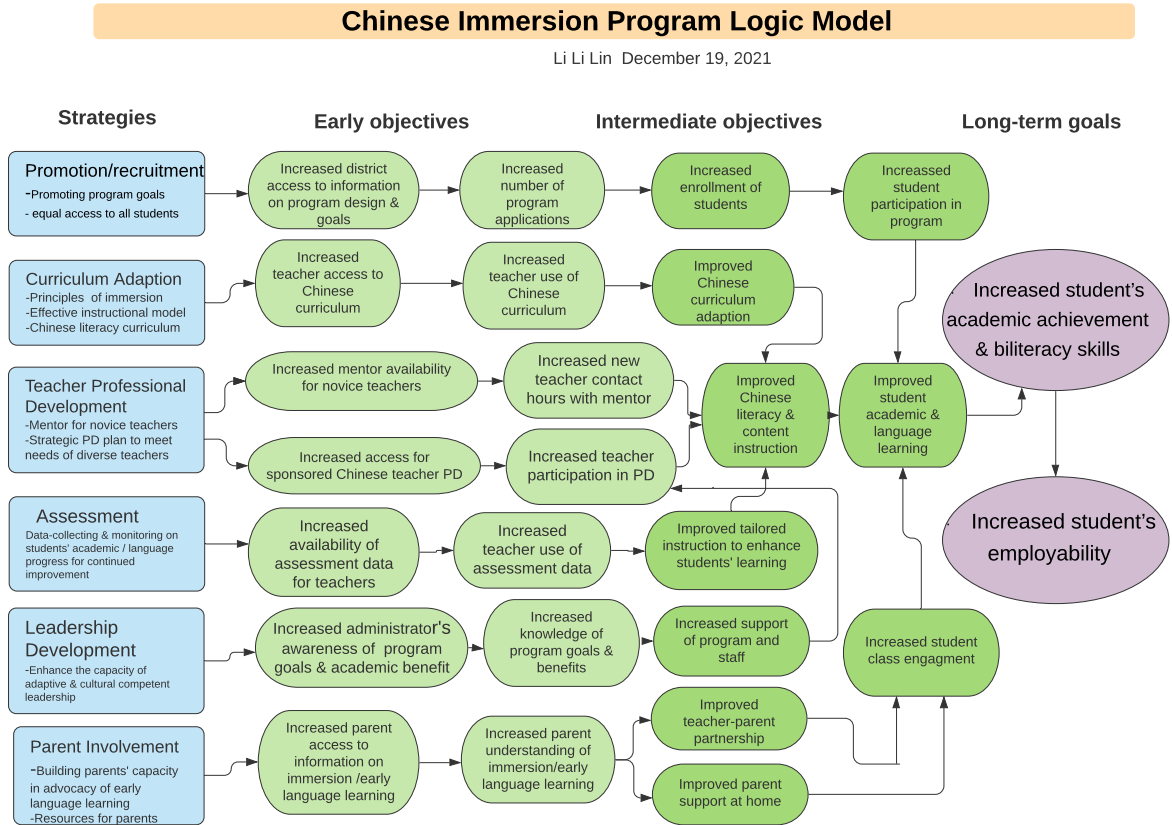 Chinese Immersion Program Logic Model
Li Li Lin  December 19, 2021
Strategies
Early objectives
Intermediate objectives
Long-term goals
Promotion/recruitment
-Promoting program goals
- equal access to all students
Increased district
access to information
on program design &
goals
Increased
number of
program
applications
Increased
enrollment of
students
Increassed
student
participation in
program
Curriculum Adaption
-Principles  of immersion
-Effective instructional model
-Chinese literacy curriculum
Increased
teacher access to
Chinese
curriculum
Increased
teacher use of
Chinese
curriculum
Improved
Chinese
curriculum
adaption
Increased student's
academic achievement
& biliteracy skills
Teacher Professional
Development
-Mentor for novice teachers
-Strategic PD plan to meet
needs of diverse teachers
Increased mentor availability
for novice teachers
Increased new
teacher contact
hours with mentor
Increased access for
sponsored Chinese teacher PD
Increased teacher
participation in PD
Improved
Chinese
literacy &
content
instruction
Improved
student
academic &
language
learning
Assessment
Data-collecting & monitoring on
students' academic / language
progress for continued
improvement
Increased
availability of
assessment data
for teachers
Increased
teacher use of
assessment data
Improved tailored
instruction to enhance
students' learning
Increased student's
employability
Leadership
Development
-Enhance the capacity of
adaptive & cultural competent
leadership
Increased administrator's
awareness of  program
goals & academic benefit
Increased
knowledge of
program goals &
benefits
Increased support
of program and
staff
Increased student
class engagment
Parent Involvement
-Building parents' capacity
in advocacy of early
language learning
-Resources for parents
Increased parent
access to
information on
immersion /early
language learning
Increased parent
understanding of
immersion/early
language learning
Improved
teacher-parent
partnership
Improved parent
support at home